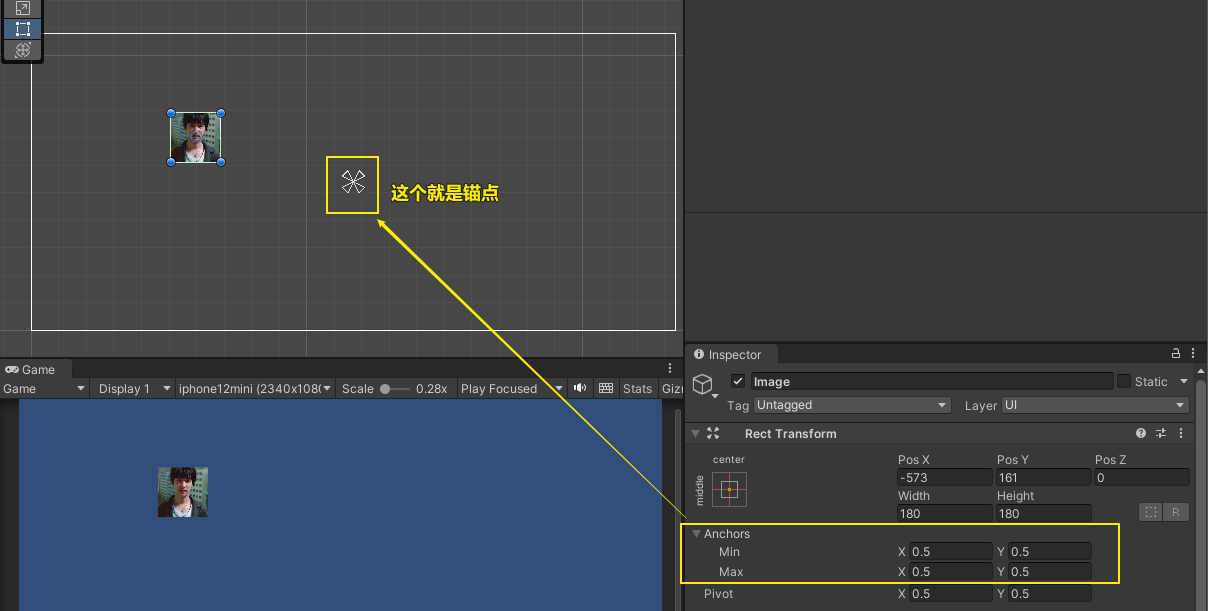 这个就是锚点
Game
Game
Display 1
iphone12mini (2340x108(
Scale
0.28x
Play Focused
Stats
Giz
Inspector
Image
Static
Tag
Untagged
Layer
UI
Rect Transform
center
middle
Pos X
Pos Y
Pos Z
-573
161
0
Width
Height
180
180
R
Anchors
Min
X 0.5
Y 0.5
Max
X 0.5
Y 0.5
Pivot
X 0.5
Y 0.5